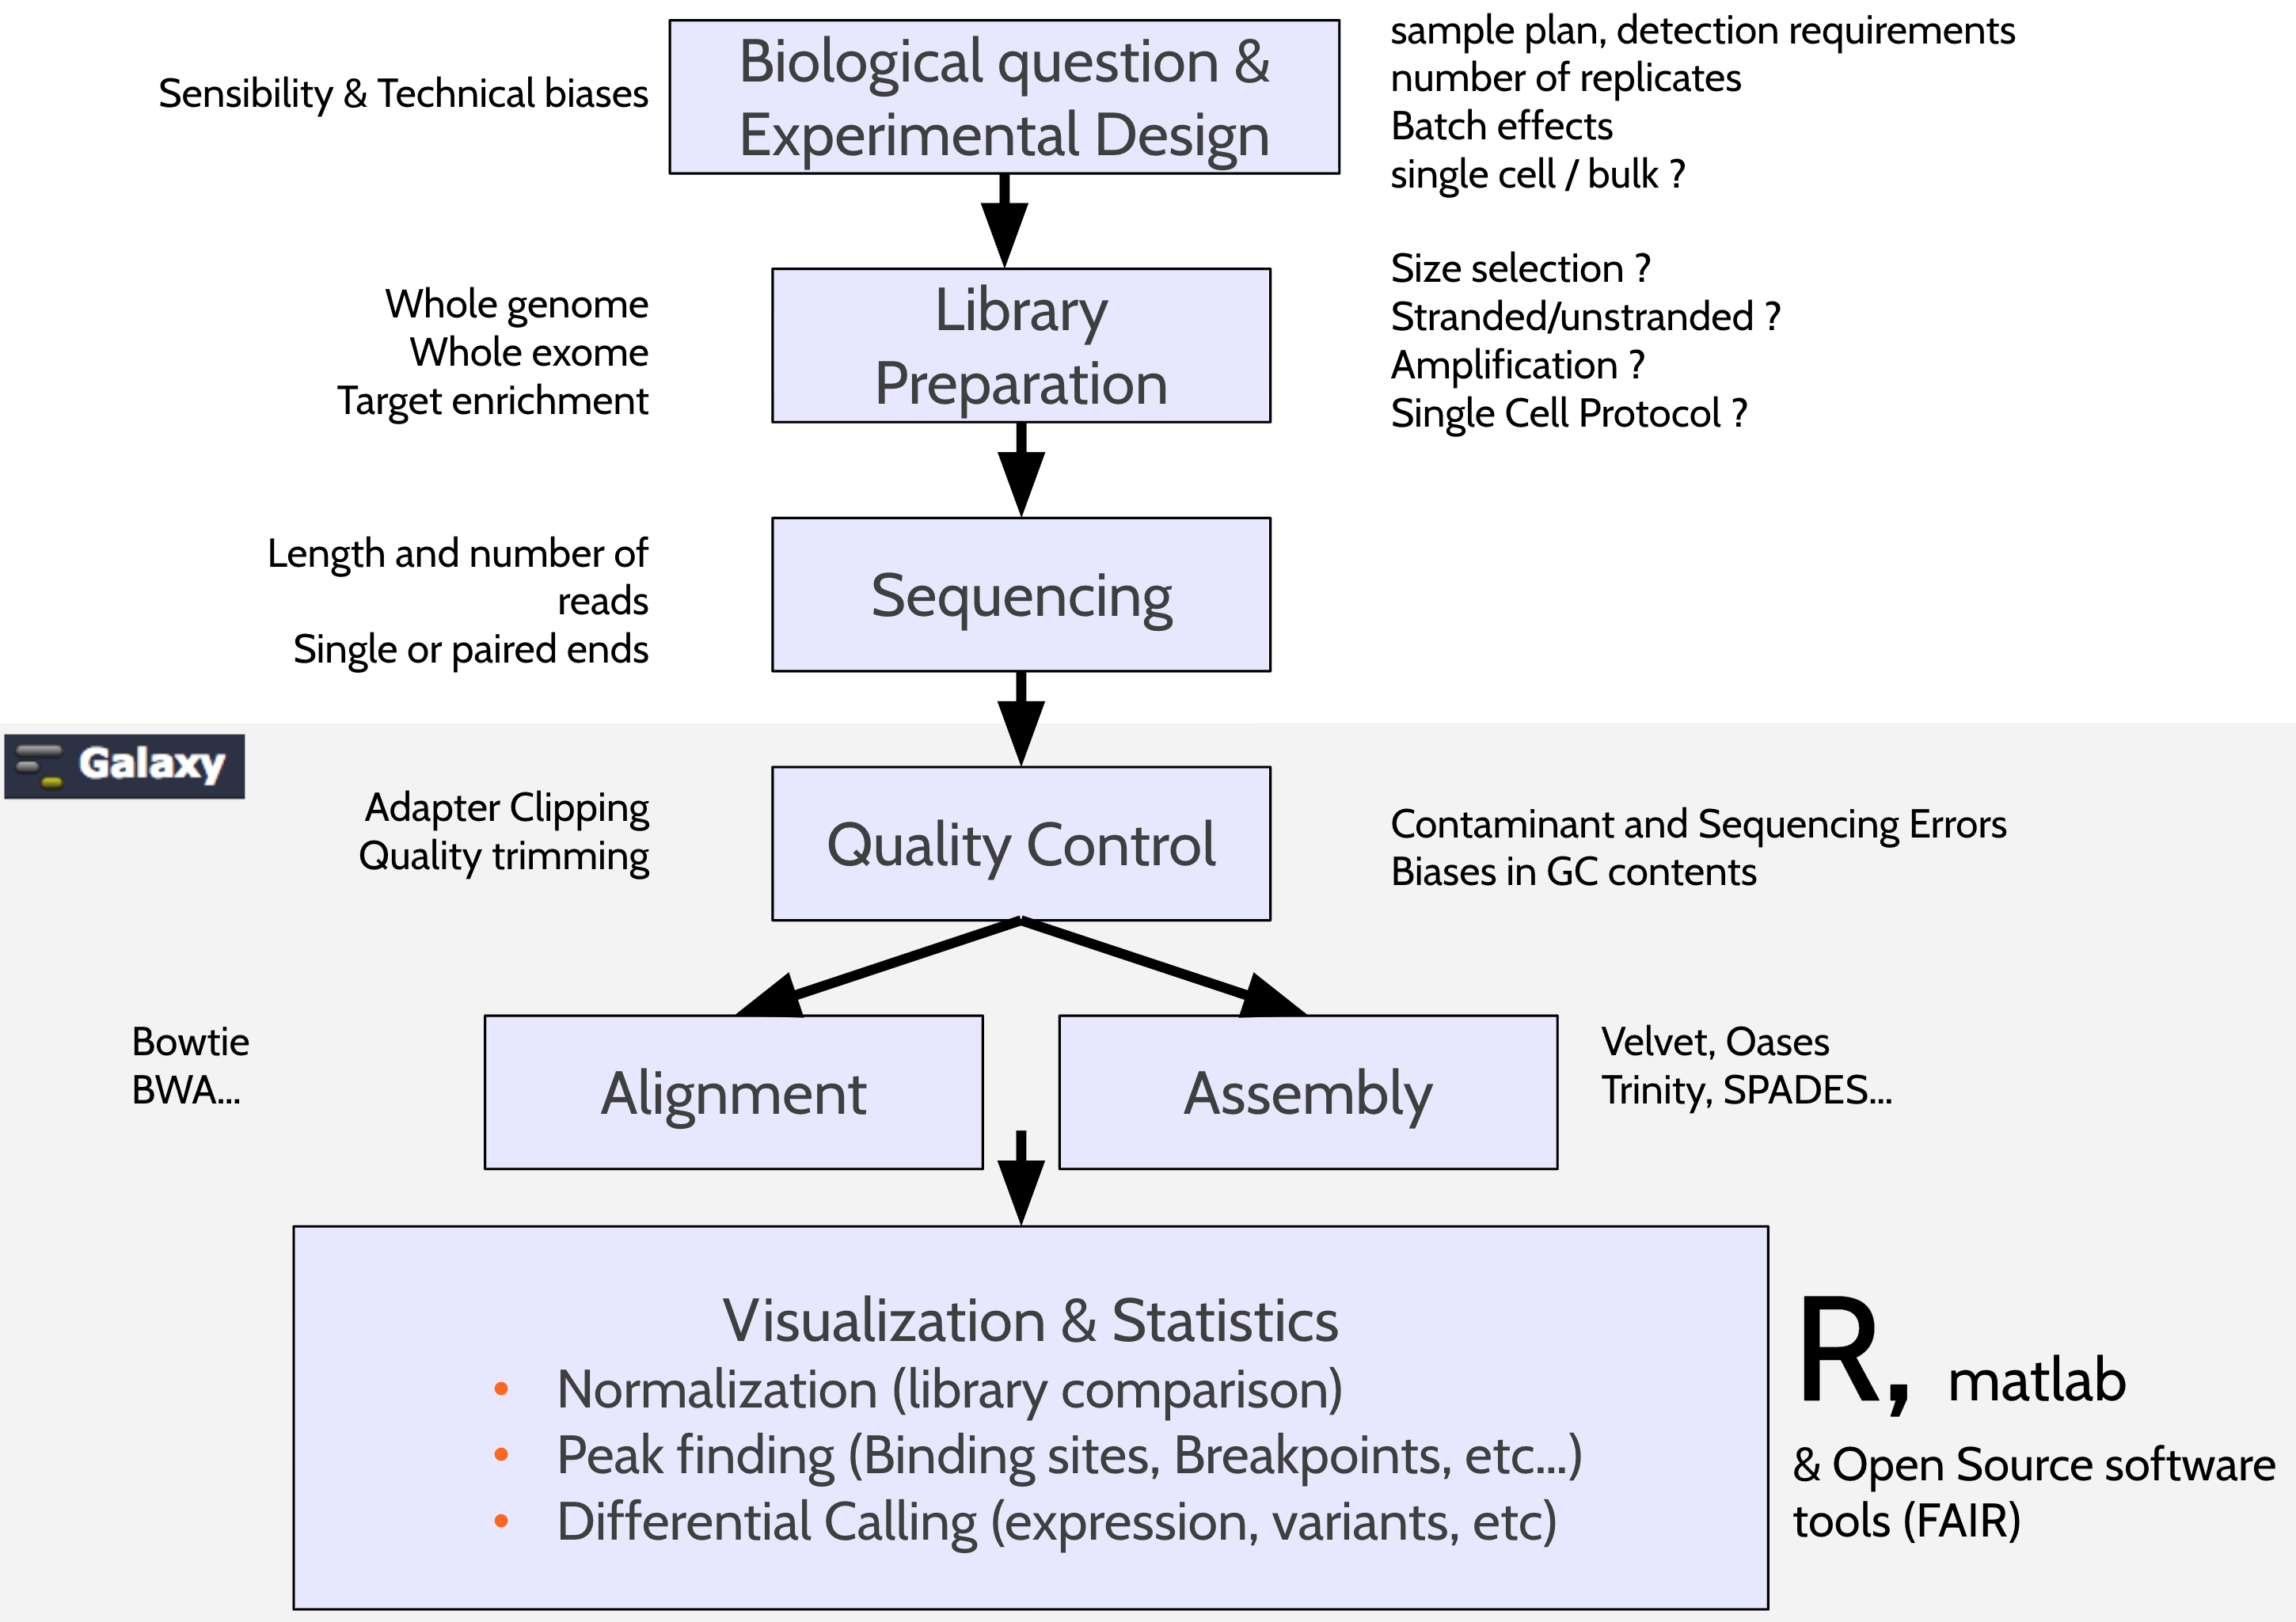 Sensibility & Technical biases
Biological question &
Experimental Design
sample plan, detection requirements
number of replicates
Batch effects
single cell / bulk ?
Whole genome
Whole exome
Target enrichment
Library
Preparation
Size selection ?
Stranded/unstranded ?
Amplification ?
Single Cell Protocol ?
Length and number of
reads
Single or paired ends
Sequencing
Galaxy
Adapter Clipping
Quality trimming
Quality Control
Contaminant and Sequencing Errors
Biases in GC contents
Bowtie
BWA...
Alignment
Assembly
Velvet, Oases
Trinity, SPADES...
Visualization & Statistics
• Normalization (library comparison)
• Peak finding (Binding sites, Breakpoints, etc...)
• Differential Calling (expression, variants, etc)
R, matlab
& Open Source software
tools (FAIR)